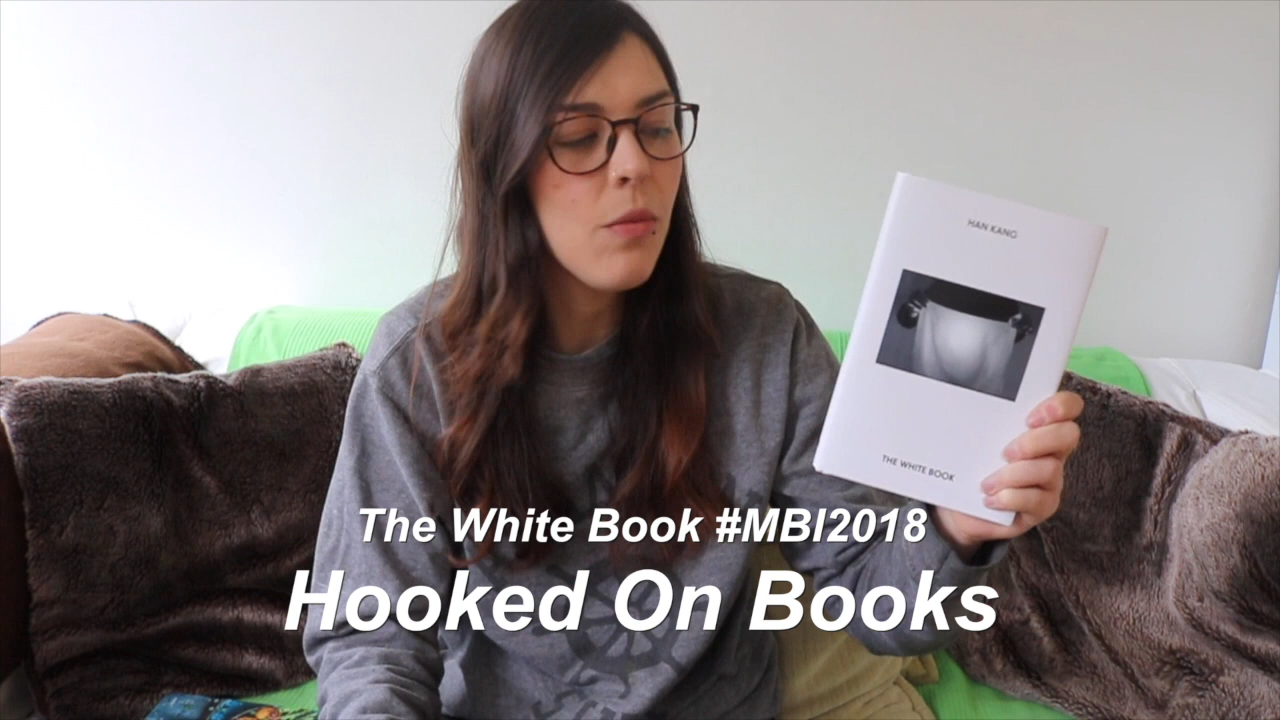 HAN KANG
THE WHITE BOOK
The White Book #MBI2018
Hooked On Books